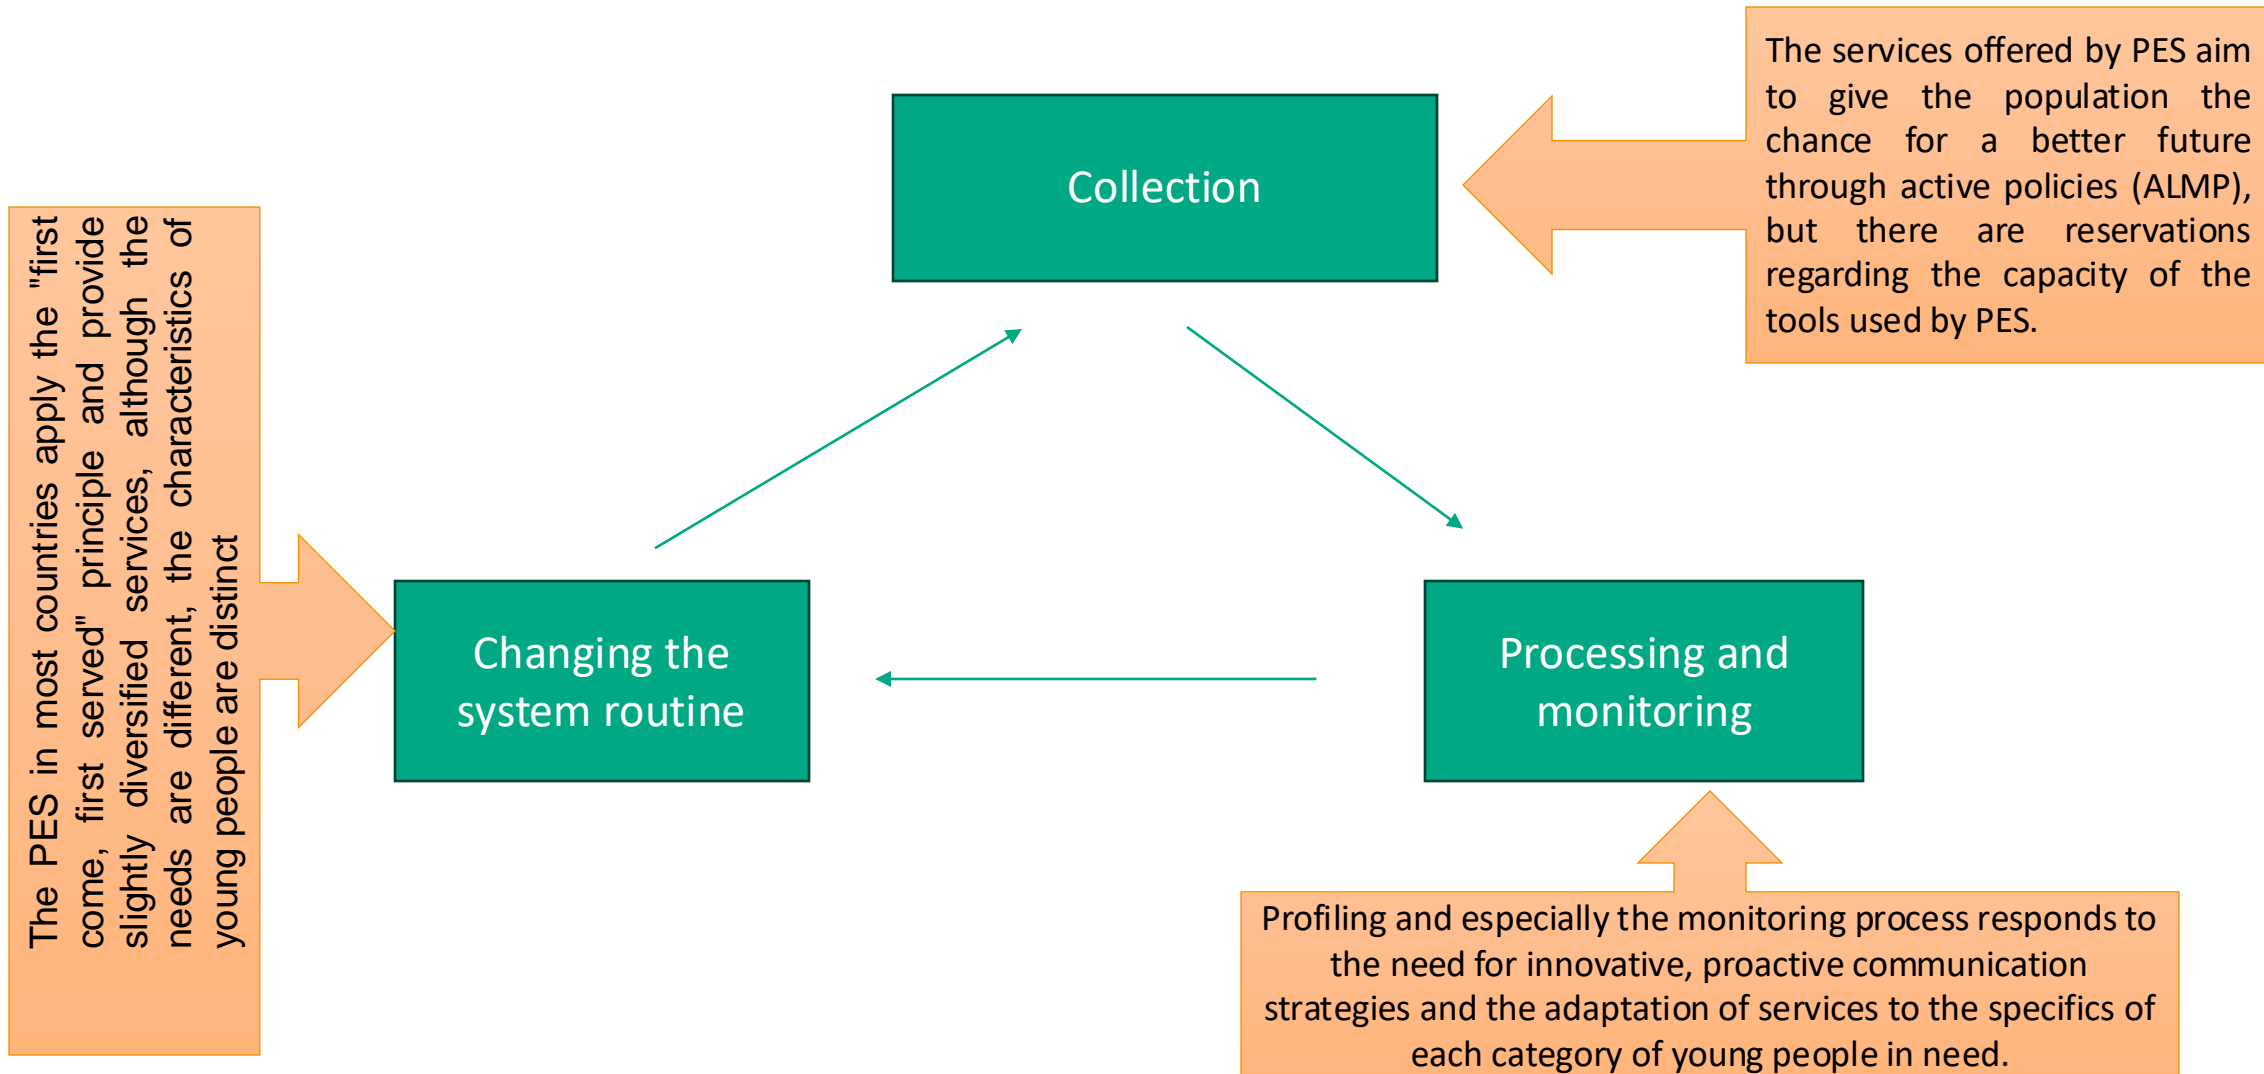 Collection
The services offered by PES aim
to give the population the
chance for a better future
through active policies (ALMP),
but there are reservations
regarding the capacity of the
tools used by PES.
The PES in most countries apply the "first
come, first served" principle and provide
slightly diversified services, although the
needs are different, the characteristics of
young people are distinct
Changing the
system routine
Processing and
monitoring
Profiling and especially the monitoring process responds to
the need for innovative, proactive communication
strategies and the adaptation of services to the specifics of
each category of young people in need.